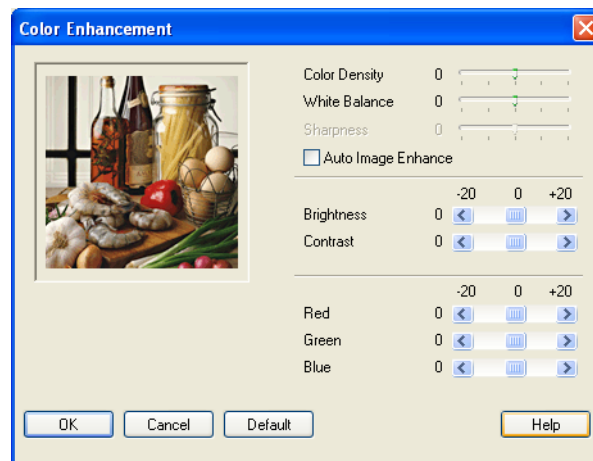 Color Enhancement
Color Density 0
White Balance 0
Sharpness 0
Auto Image Enhance
-20 0 +20
Brightness 0
Contrast 0
-20 0 +20
Red 0
Green 0
Blue 0
OK Cancel Default Help